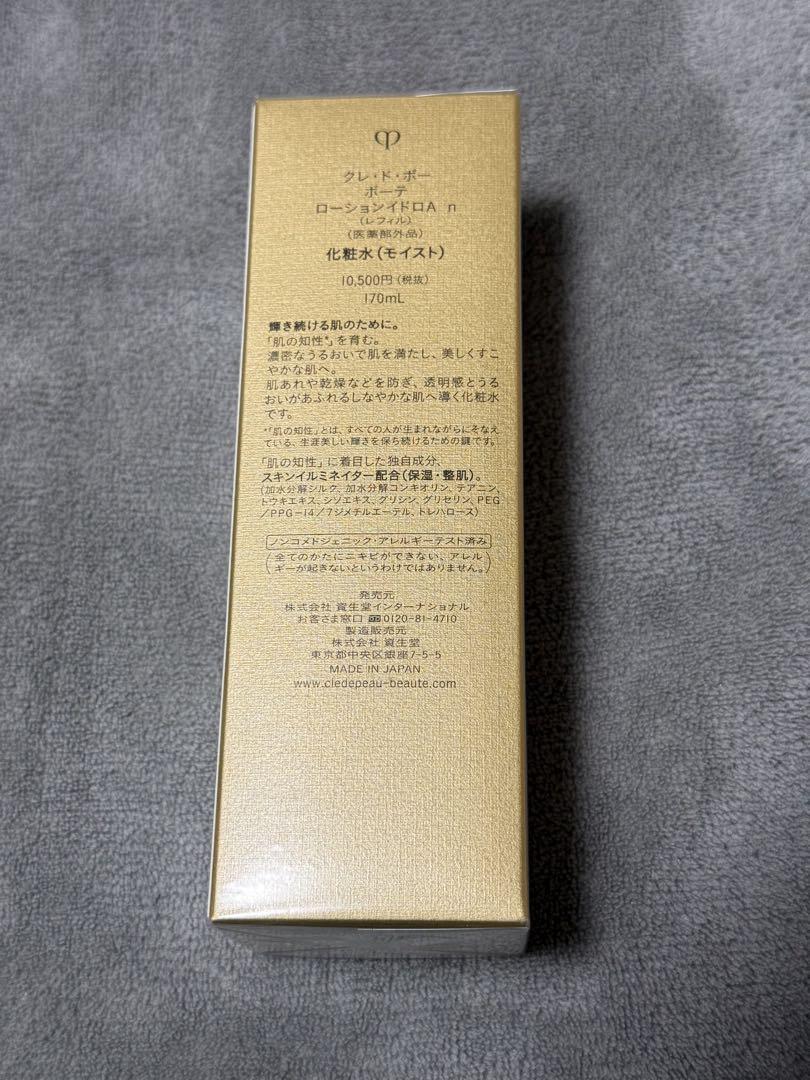 クレ・ド・ポー
ボーテ
ローションイドロA n
(レフィル)
(医薬部外品)
化粧水(モイスト)
10,500円(税抜)
170mL
輝き続ける肌のために。
「肌の知性*」を育む。
濃密なうるおいで肌を満たし、美しくすこ
やかな肌へ。
肌あれや乾燥などを防ぎ、透明感とうる
おいがあふれるしなやかな肌へ導く化粧水
です。
*「肌の知性」とは、すべての人が生まれながらにそなえ
ている、生涯美しい輝きを保ち続けるための鍵です。
「肌の知性」に着目した独自成分、
スキンイルミネイター配合(保湿・整肌)。
(加水分解シルク、加水分解コンキオリン、テアニン、
トウキエキス、シソエキス、グリシン、グリセリン、PEG
/PPG-14/7ジメチルエーテル、トレハロース)
ノンコメドジェニック・アレルギーテスト済み
(全てのかたにニキビができない、アレル
ギーが起きないというわけではありません。)
発売元
株式会社 資生堂インターナショナル
お客さま窓口 0120-81-4710
製造販売元
株式会社 資生堂
東京都中央区銀座7-5-5
MADE IN JAPAN
www.cledepeau-beaute.com